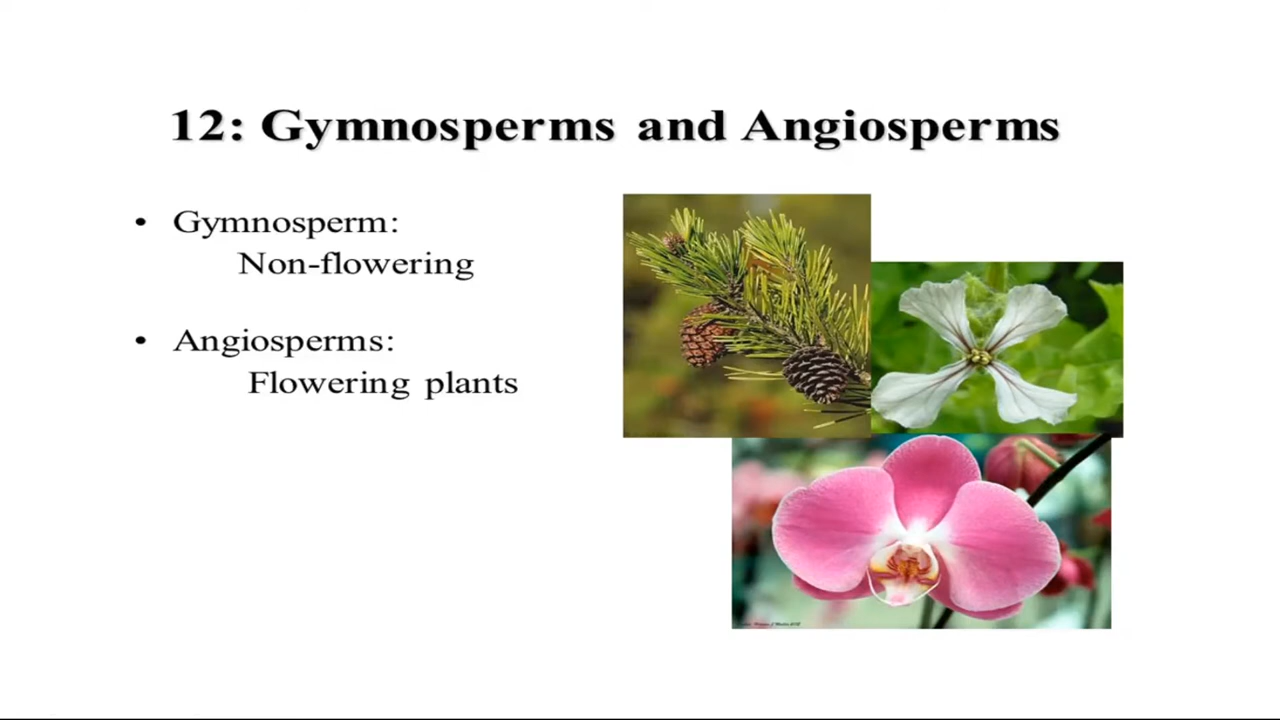 12: Gymnosperms and Angiosperms
• Gymnosperm:
Non-flowering
• Angiosperms:
Flowering plants